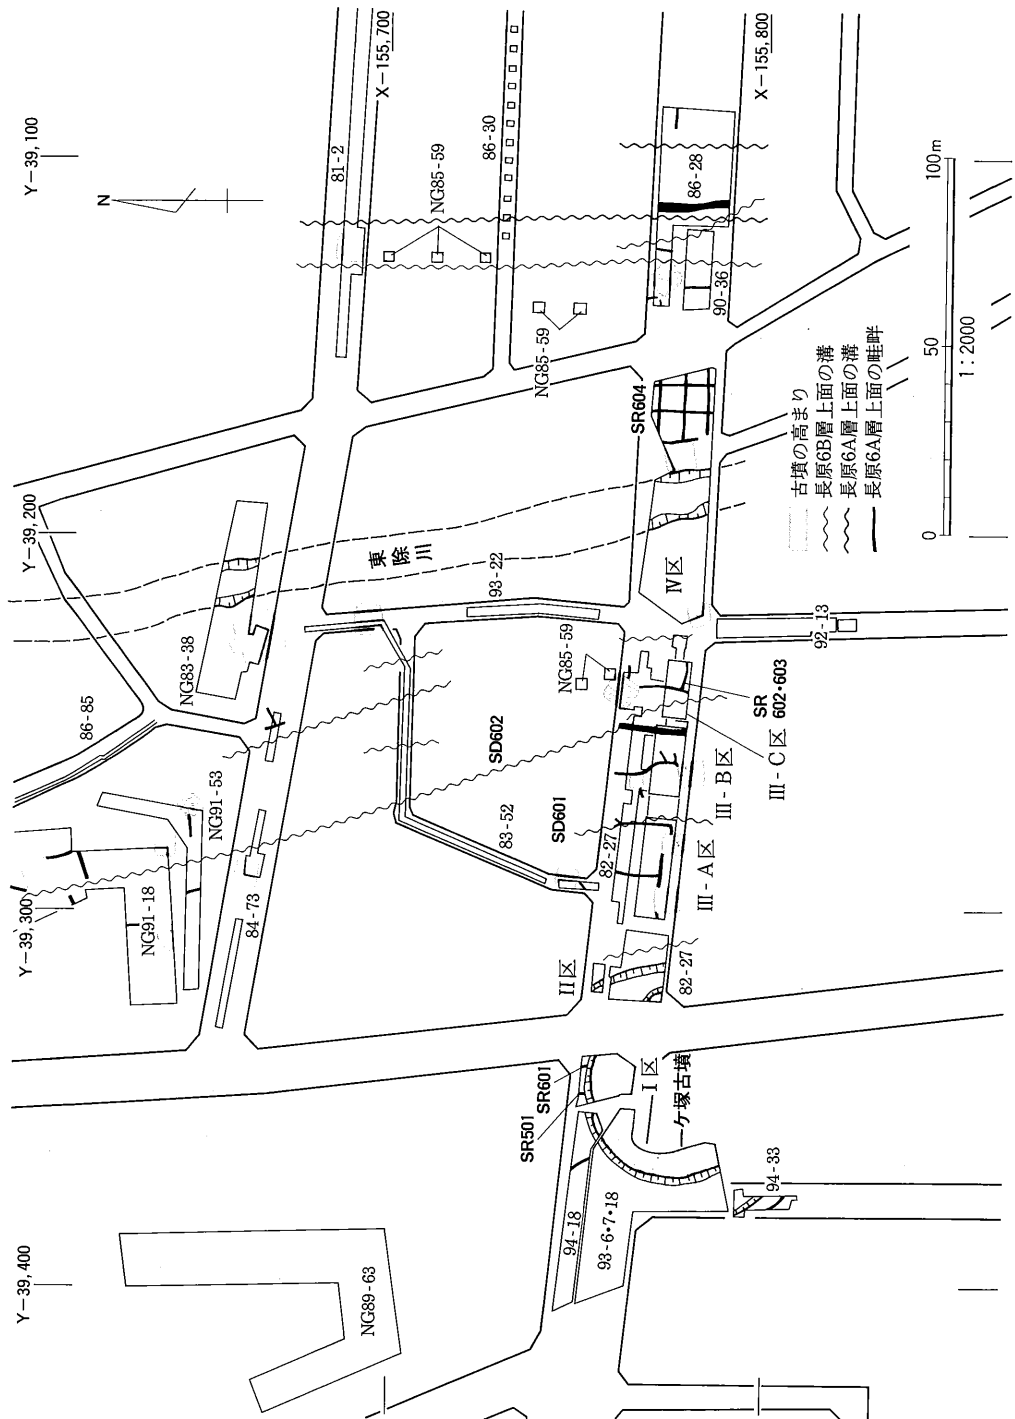 Y−39,100
Y−39,200
Y−39,300
Y−39,400
X−155,700
X−155,800
N
81-2
NG85-59
86-30
86-28
90-36
NG85-59
SR604
東除川
93-22
Ⅳ区
92-13
NG83-38
86-85
NG91-53
NG91-18
84-73
NG85-59
SD602
83-52
SD601
82-27
SR
602・603
Ⅲ-C区
Ⅲ-B区
Ⅲ-A区
Ⅱ区
82-27
SR601
SR501
Ⅰ区
一ケ塚古墳
94-33
94-18
93-6・7・18
NG89-63
古墳の高まり
長原6B層上面の溝
長原6A層上面の溝
長原6A層上面の畦畔
0 50 100m
1:2000